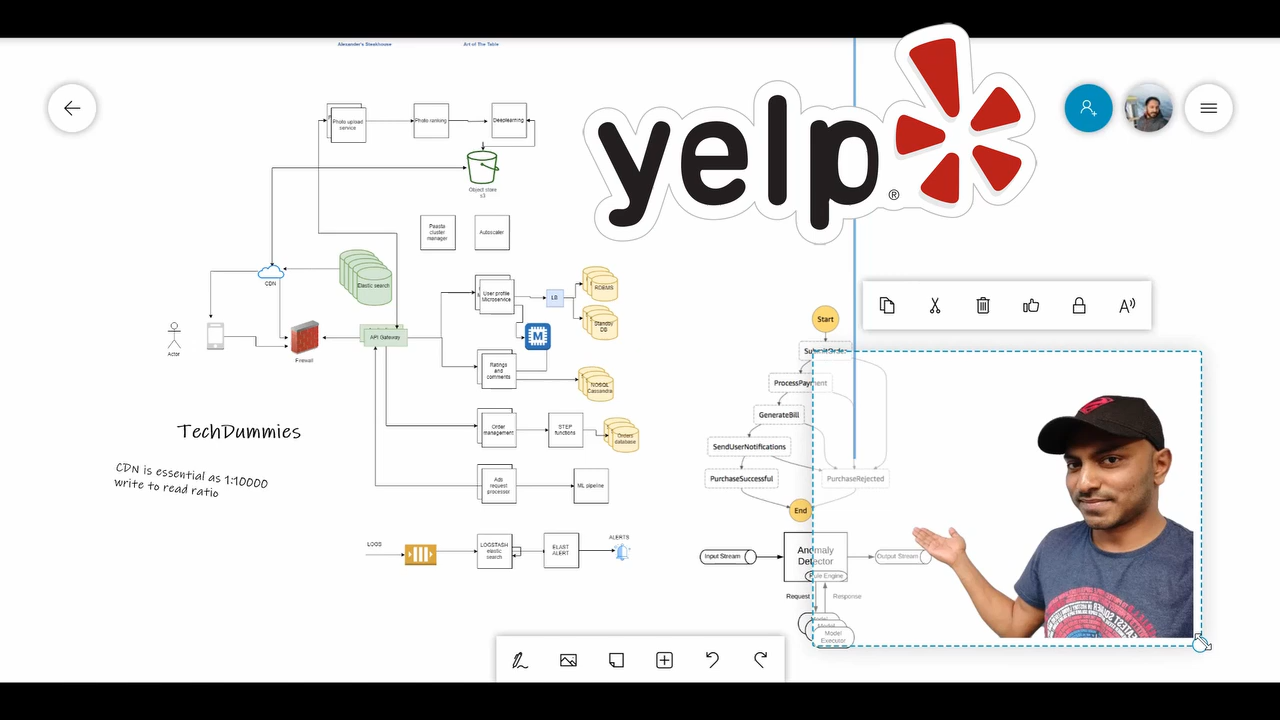 Alexander's Steakhouse
Art of The Table
yelp
®
Photo upload
service
Photo ranking
Deeplearning
Object store
s3
Paasta
cluster
manager
Autoscaler
CDN
Elastic search
User profile
Microservice
LB
RDBMS
Standby
DB
M
Actor
Firewall
API Gateway
Ratings
and
comments
NOSQL
Cassandra
Order
management
STEP
functions
Orders
database
Ads
request
processor
ML pipeline
LOGS
LOGSTASH
elastic
search
ELAST
ALERT
ALERTS
TechDummies
CDN is essential as 1:10000
write to read ratio
Start
SubmitOrder
ProcessPayment
GenerateBill
SendUserNotifications
PurchaseSuccessful
PurchaseRejected
End
Input Stream
Anomaly
Detector
Rule Engine
Output Stream
Request
Response
Model
Model
Model
Executor